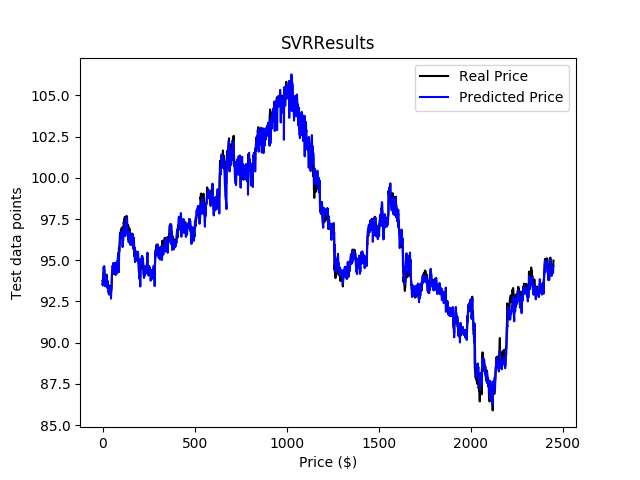 SVRResults
Real Price
Predicted Price
105.0
102.5
100.0
97.5
95.0
92.5
90.0
87.5
85.0
Test data points
0 500 1000 1500 2000 2500
Price ($)